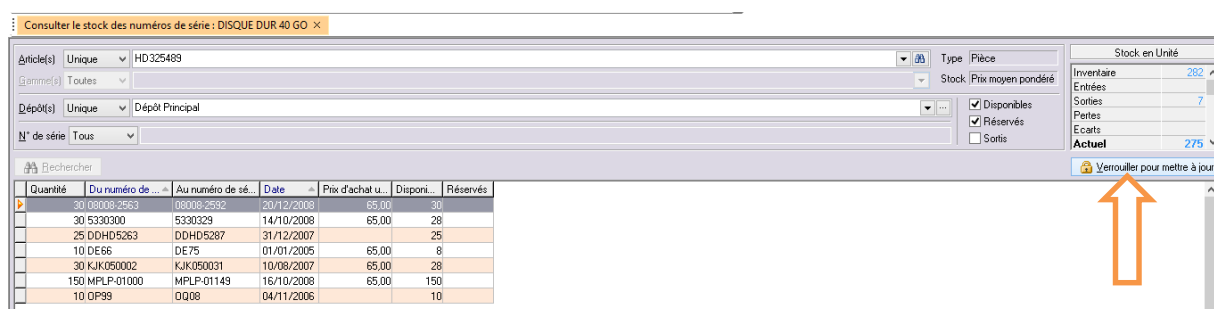 Consulter le stock des numéros de série : DISQUE DUR 40 GO ×
Article(s) Unique HD325489 Type Pièce
Gamme(s) Toutes Stock Prix moyen pondéré
Dépôt(s) Unique Dépôt Principal Disponibles
Réservés
N° de série Tous Sortis
Stock en Unité
Inventaire 282
Entrées
Sorties 7
Pertes
Ecarts
Actuel 275
Rechercher Verrouiller pour mettre à jour
Quantité Du numéro de ... Au numéro de sé... Date Prix d'achat u... Disponi... Réservés
30 08008-2563 08008-2592 20/12/2008 65,00 30
30 5330300 5330329 14/10/2008 65,00 28
25 DDHD5263 DDHD5287 31/12/2007 25
10 DE66 DE75 01/01/2005 65,00 8
30 KJK050002 KJK050031 10/08/2007 65,00 28
150 MPLP-01000 MPLP-01149 16/10/2008 65,00 150
10 OP99 OQ08 04/11/2006 10